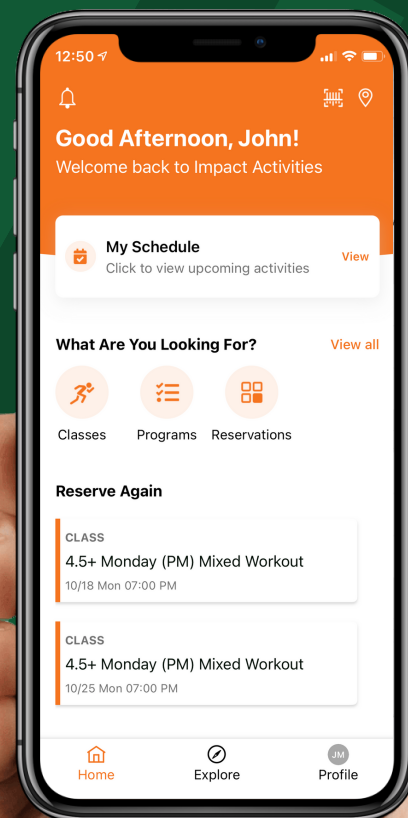 12:50
Good Afternoon, John!
Welcome back to Impact Activities
My Schedule
Click to view upcoming activities
View
What Are You Looking For?
View all
Classes
Programs
Reservations
Reserve Again
CLASS
4.5+ Monday (PM) Mixed Workout
10/18 Mon 07:00 PM
CLASS
4.5+ Monday (PM) Mixed Workout
10/25 Mon 07:00 PM
Home
Explore
JM
Profile